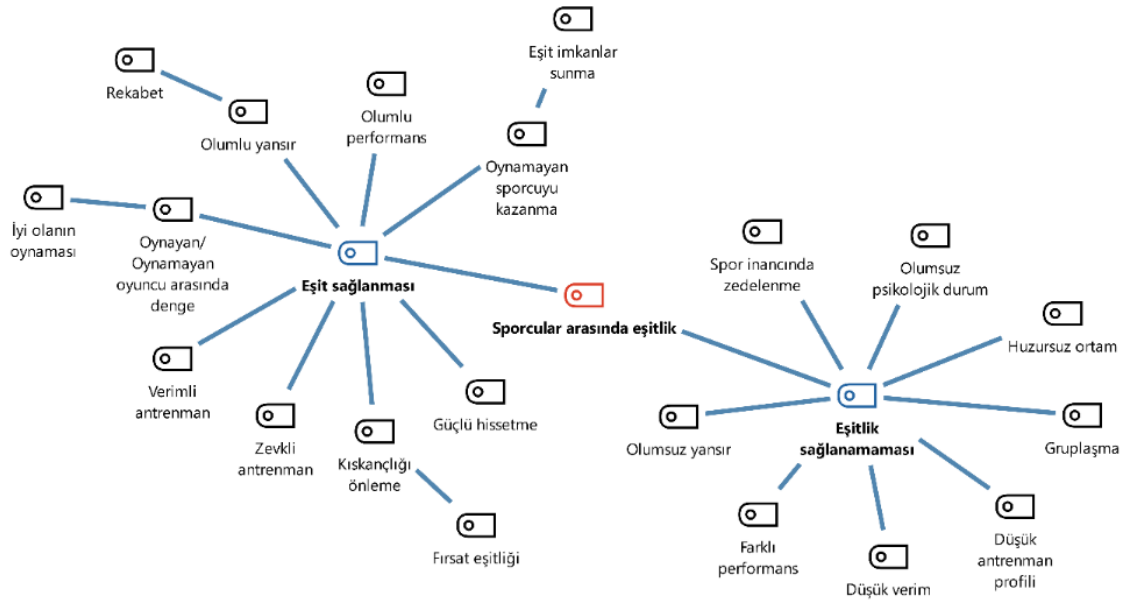 Eşit imkanlar
sunma
Rekabet
Olumlu yansır
Olumlu
performans
Oynamayan
sporcuyu
kazanma
İyi olanın
oynaması
Oynayan/
Oynamayan
oyuncu arasında
denge
Eşit sağlanması
Sporcular arasında eşitlik
Verimli
antrenman
Zevkli
antrenman
Kıskançlığı
önleme
Güçlü hissetme
Fırsat eşitliği
Spor inancında
zedelenme
Olumsuz
psikolojik durum
Huzursuz ortam
Olumsuz yansır
Eşitlik
sağlanamaması
Gruplaşma
Farklı
performans
Düşük verim
Düşük
antrenman
profili